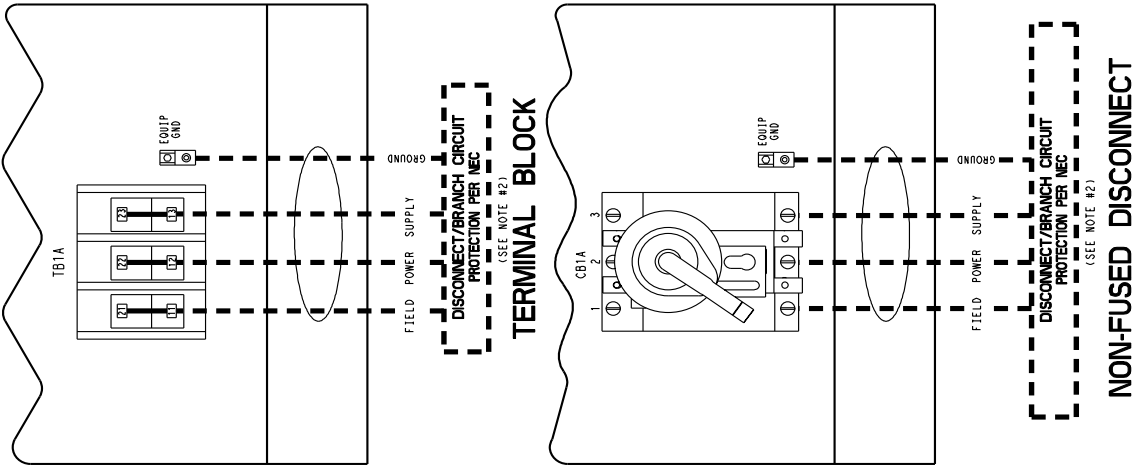 TB1A
23
13
22
12
21
11
EQUIP
GND
GROUND
FIELD POWER SUPPLY
DISCONNECT/BRANCH CIRCUIT
PROTECTION PER NEC
(SEE NOTE #2)
TERMINAL BLOCK
CB1A
1
2
3
EQUIP
GND
GROUND
FIELD POWER SUPPLY
DISCONNECT/BRANCH CIRCUIT
PROTECTION PER NEC
(SEE NOTE #2)
NON-FUSED DISCONNECT